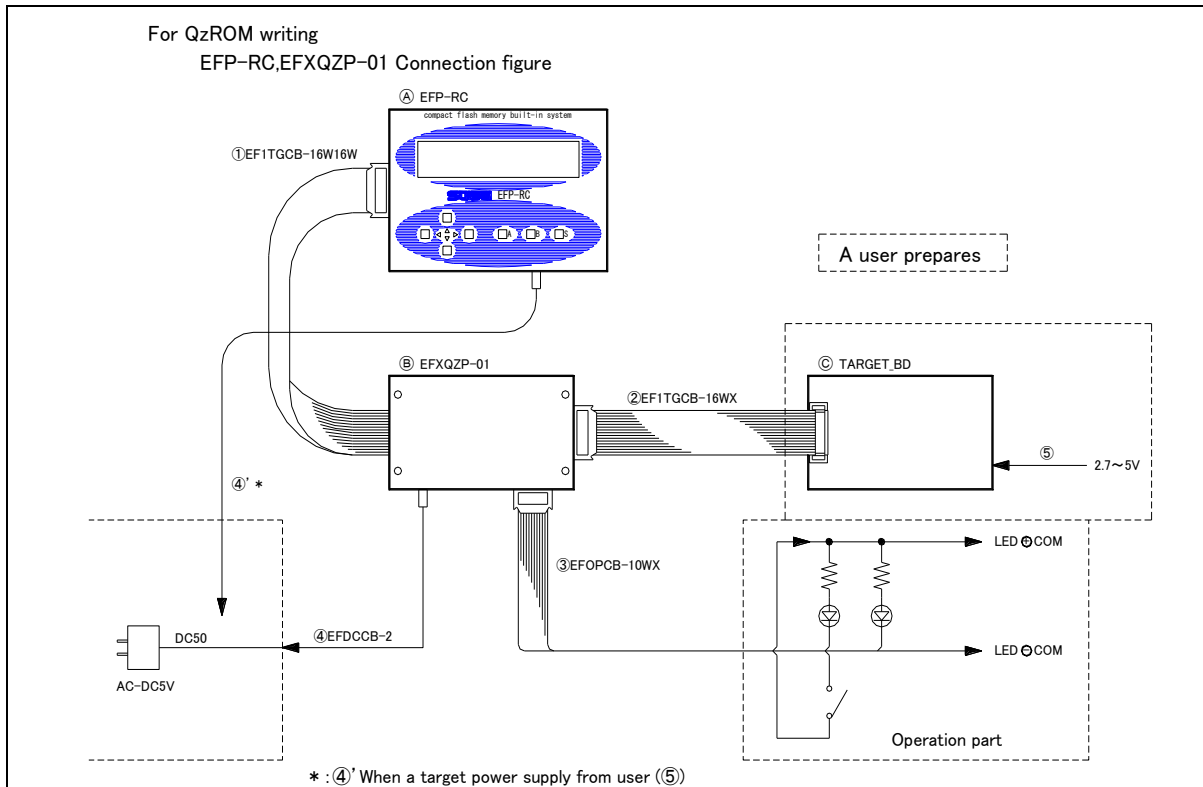 For QzROM writing
EFP-RC,EFXQZP-01 Connection figure
Ⓐ EFP-RC
compact flash memory built-in system
①EF1TGCB-16W16W
EFP-RC
A B S
A user prepares
Ⓑ EFXQZP-01
Ⓒ TARGET_BD
②EF1TGCB-16WX
⑤
2.7～5V
④' *
LED ⊕ COM
③EFOPCB-10WX
DC50
④EFDCCB-2
LED ⊖ COM
AC-DC5V
Operation part
* : ④' When a target power supply from user (⑤)